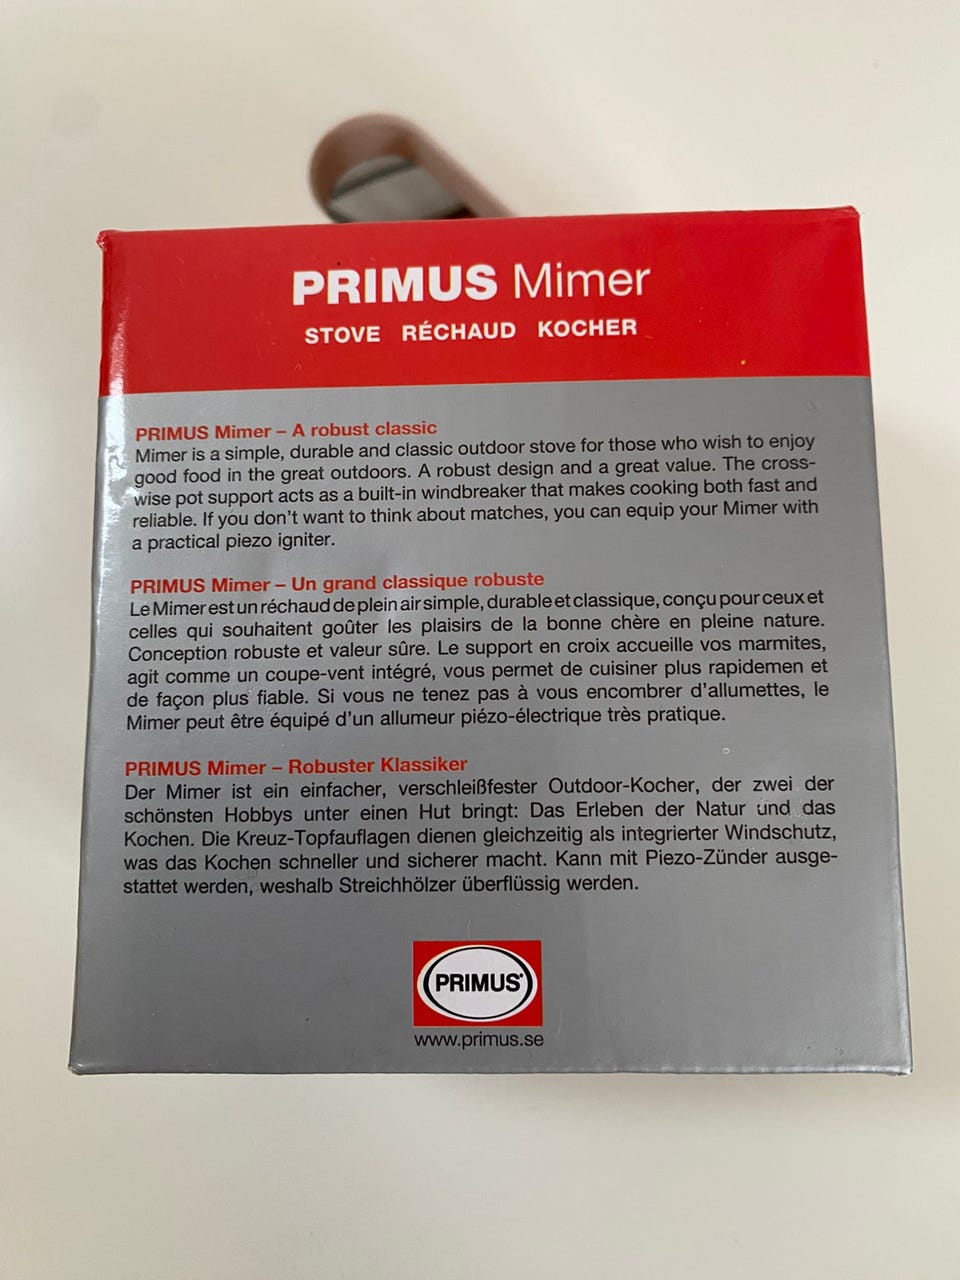 PRIMUS Mimer
STOVE RÉCHAUD KOCHER
PRIMUS Mimer – A robust classic
Mimer is a simple, durable and classic outdoor stove for those who wish to enjoy
good food in the great outdoors. A robust design and a great value. The cross-
wise pot support acts as a built-in windbreaker that makes cooking both fast and
reliable. If you don't want to think about matches, you can equip your Mimer with
a practical piezo igniter.
PRIMUS Mimer – Un grand classique robuste
Le Mimer est un réchaud de plein air simple, durable et classique, conçu pour ceux et
celles qui souhaitent goûter les plaisirs de la bonne chère en pleine nature.
Conception robuste et valeur sûre. Le support en croix accueille vos marmites,
agit comme un coupe-vent intégré, vous permet de cuisiner plus rapidemen et
de façon plus fiable. Si vous ne tenez pas à vous encombrer d'allumettes, le
Mimer peut être équipé d'un allumeur piézo-électrique très pratique.
PRIMUS Mimer – Robuster Klassiker
Der Mimer ist ein einfacher, verschleißfester Outdoor-Kocher, der zwei der
schönsten Hobbys unter einen Hut bringt: Das Erleben der Natur und das
Kochen. Die Kreuz-Topfauflagen dienen gleichzeitig als integrierter Windschutz,
was das Kochen schneller und sicherer macht. Kann mit Piezo-Zünder ausge-
stattet werden, weshalb Streichhölzer überflüssig werden.
PRIMUS
www.primus.se